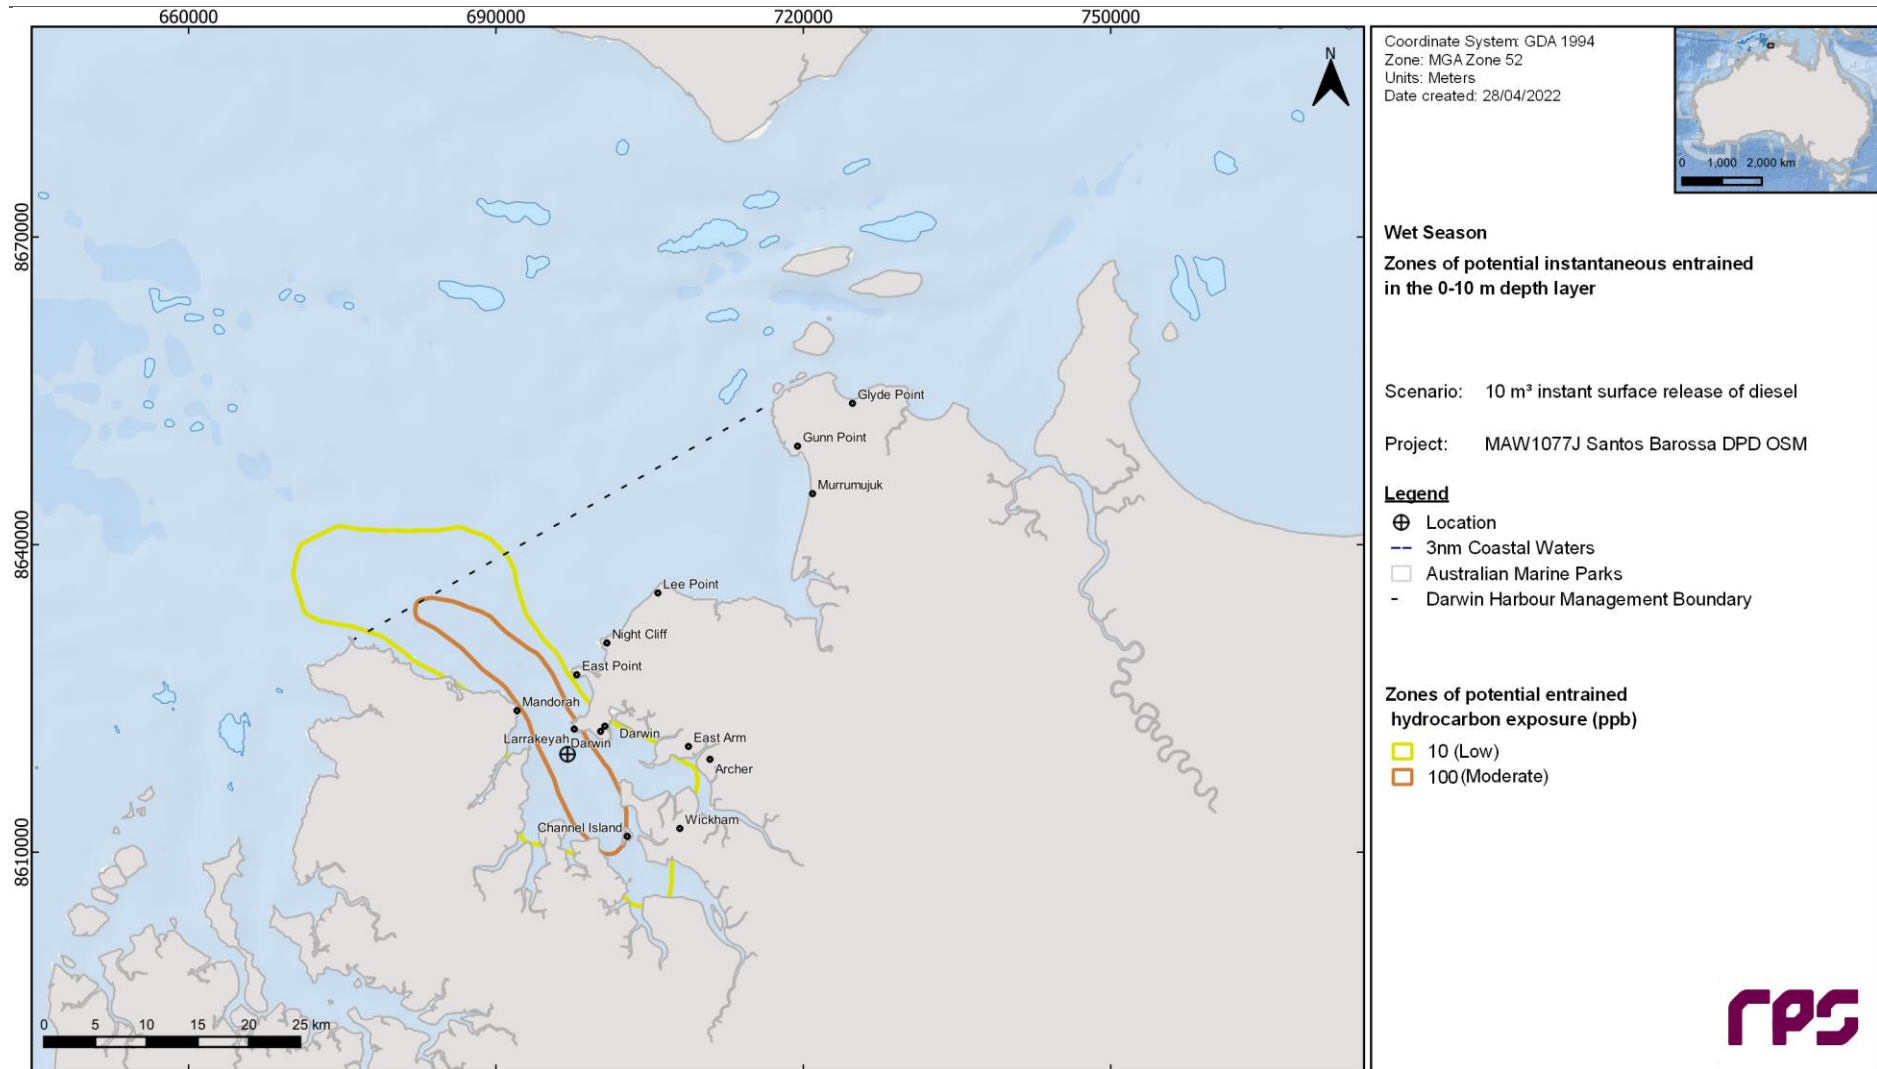 660000
690000
720000
750000
8670000
8640000
8610000
N
Glyde Point
Gunn Point
Murrumujuk
Lee Point
Night Cliff
East Point
Mandorah
Larrakeyah
Darwin
Darwin
East Arm
Archer
Channel Island
Wickham
0 5 10 15 20 25 km
Coordinate System: GDA 1994
Zone: MGA Zone 52
Units: Meters
Date created: 28/04/2022
0 1,000 2,000 km
Wet Season
Zones of potential instantaneous entrained
in the 0-10 m depth layer
Scenario: 10 m³ instant surface release of diesel
Project: MAW1077J Santos Barossa DPD OSM
Legend
Location
3nm Coastal Waters
Australian Marine Parks
Darwin Harbour Management Boundary
Zones of potential entrained
hydrocarbon exposure (ppb)
10 (Low)
100 (Moderate)
rps